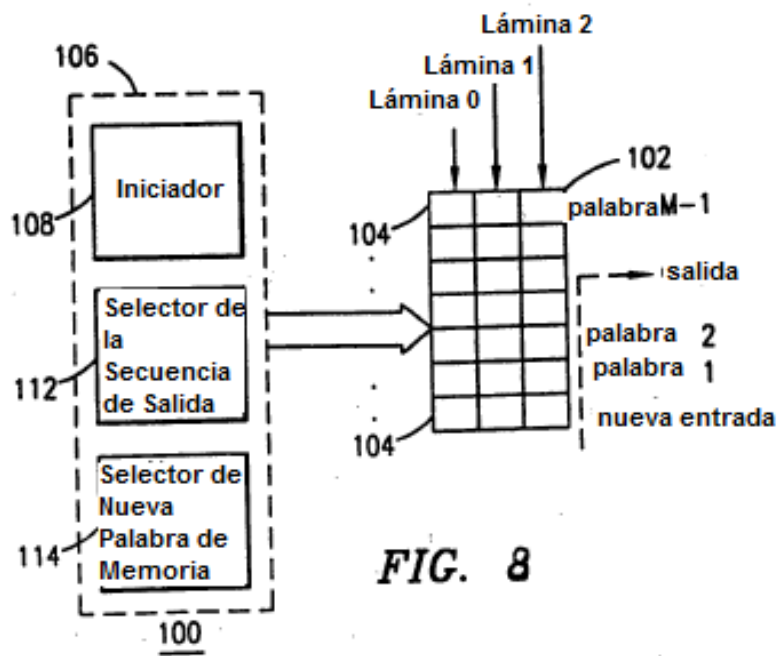 106
Iniciador
108
Selector de
la
Secuencia
de Salida
112
Selector de
Nueva
Palabra de
Memoria
114
100
Lámina 2
Lámina 1
Lámina 0
102
104
palabra M-1
salida
palabra 2
palabra 1
104
nueva entrada
FIG. 8